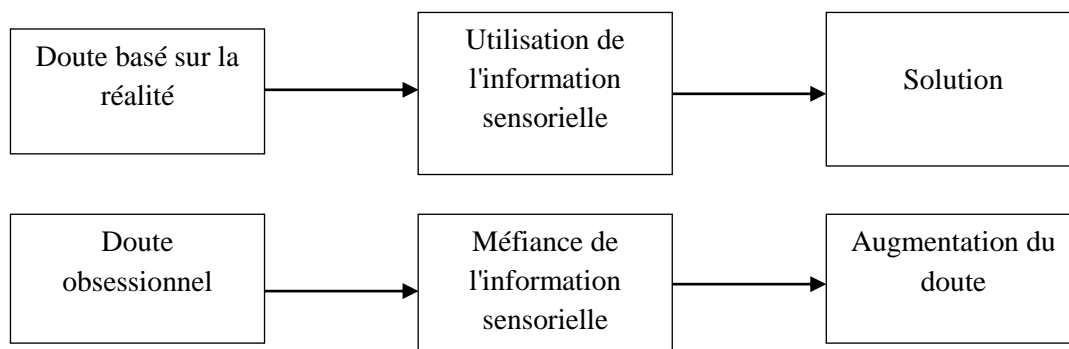 Doute basé sur la
réalité
Utilisation de
l'information
sensorielle
Solution
Doute
obsessionnel
Méfiance de
l'information
sensorielle
Augmentation du
doute